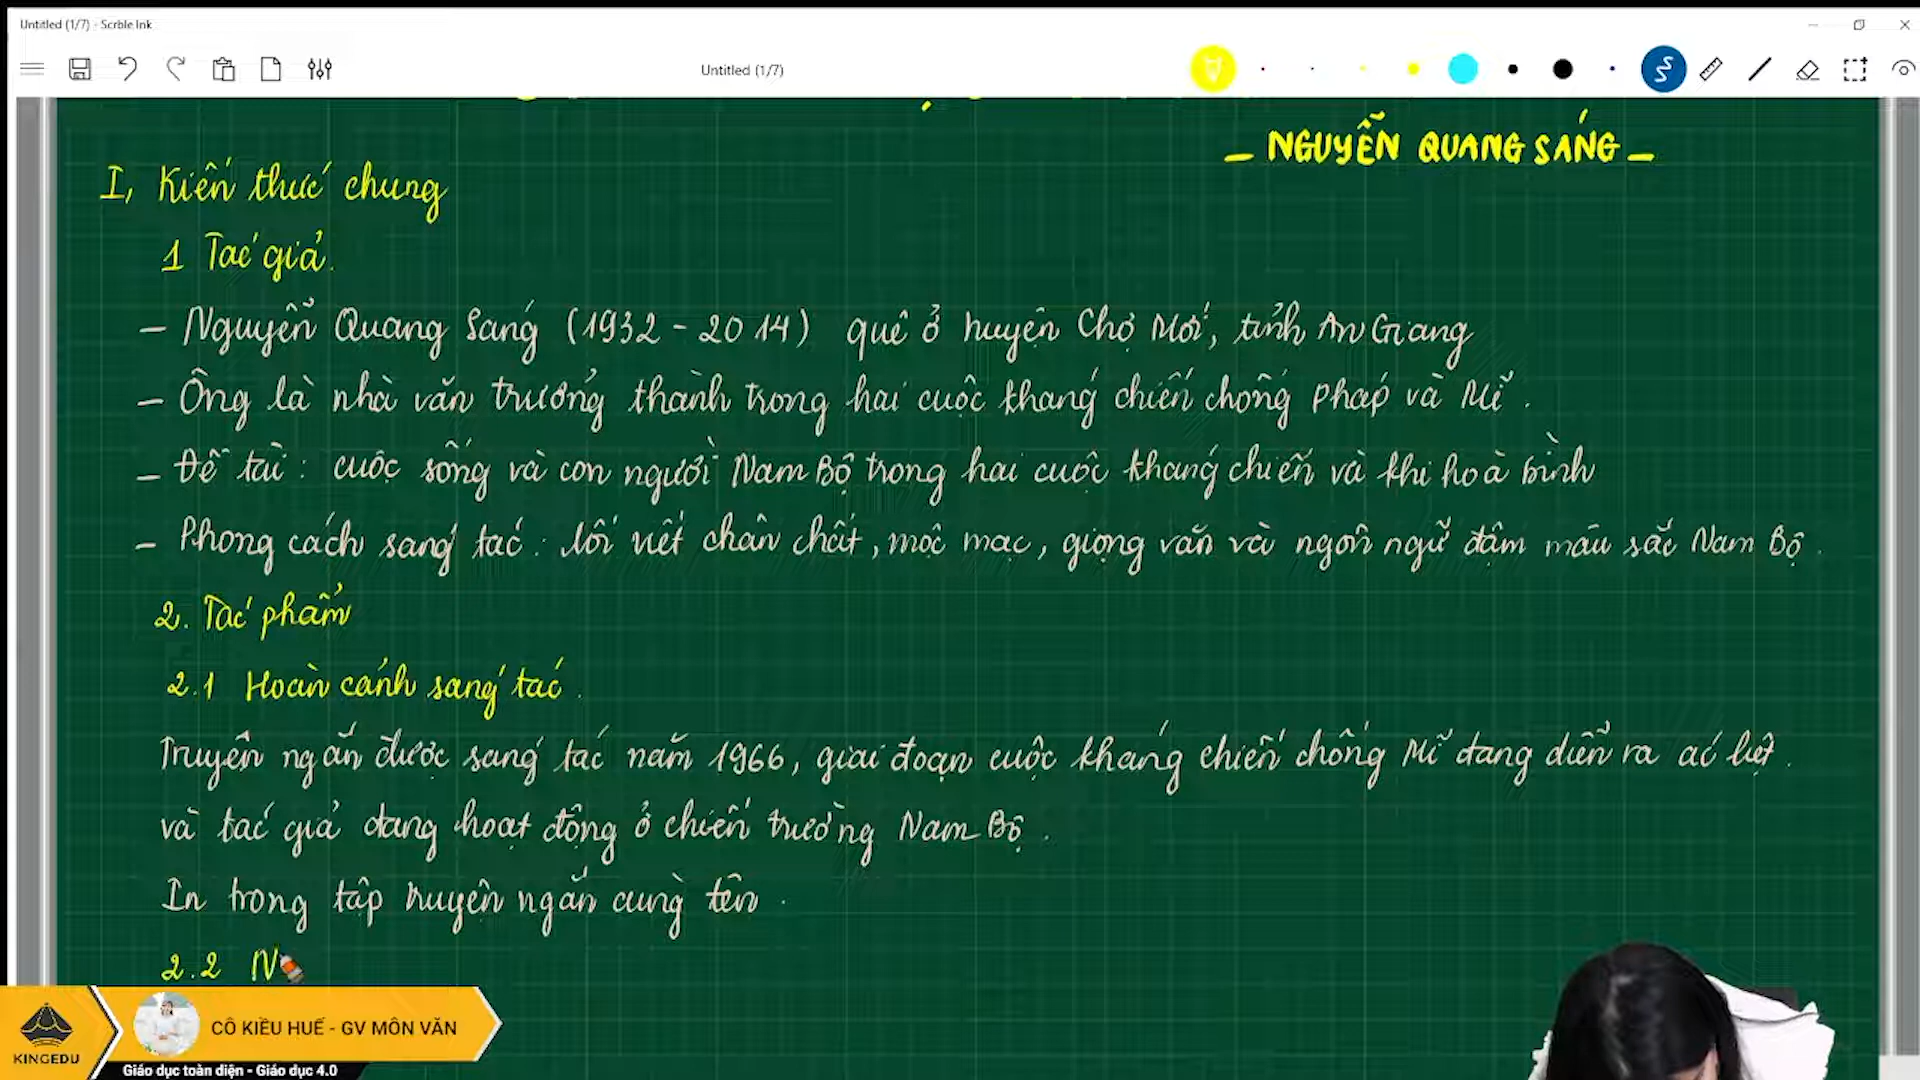 Untitled (1/7) - Scrble Ink
Untitled (1/7)
_ NGUYỄN QUANG SÁNG _
I, Kiến thức chung
1 Tác giả.
- Nguyễn Quang Sáng (1932 - 2014) quê ở huyện Chợ Mới, tỉnh An Giang
- Ông là nhà văn trưởng thành trong hai cuộc kháng chiến chống Pháp và Mĩ.
- Đề tài: cuộc sống và con người Nam Bộ trong hai cuộc kháng chiến và khi hoà bình
- Phong cách sáng tác: lối viết chân chất, mộc mạc, giọng văn và ngôn ngữ đậm màu sắc Nam Bộ.
2. Tác phẩm
2.1 Hoàn cảnh sáng tác.
Truyện ngắn được sáng tác năm 1966, giai đoạn cuộc kháng chiến chống Mĩ đang diễn ra ác liệt.
và tác giả đang hoạt động ở chiến trường Nam Bộ.
In trong tập truyện ngắn cùng tên.
2.2 N
KINGEDU
CÔ KIỀU HUẾ - GV MÔN VĂN
Giáo dục toàn diện - Giáo dục 4.0